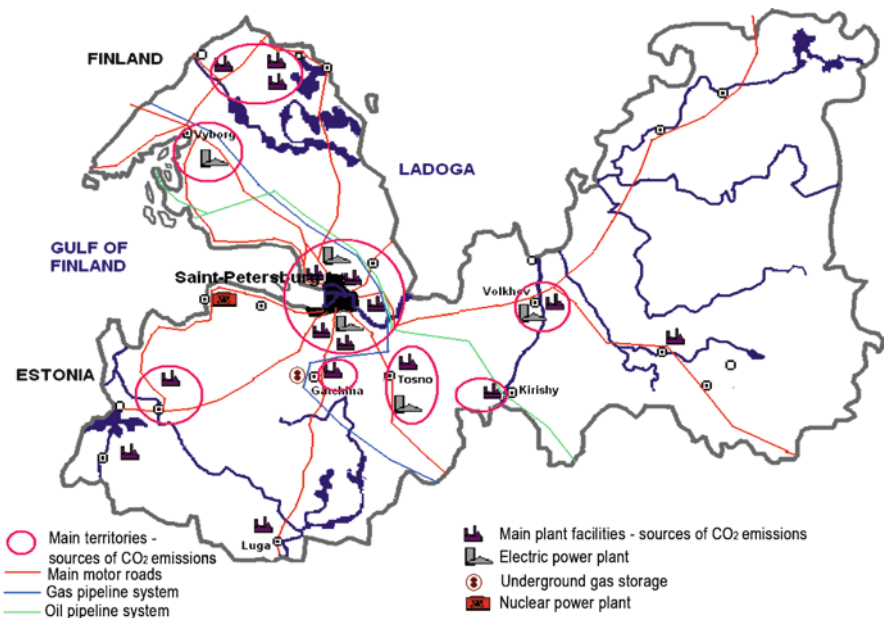 FINLAND
Vyborg
LADOGA
GULF OF
FINLAND
Saint-Petersburg
Volkhov
ESTONIA
Gatchina
Tosno
Kirishy
Luga
Main territories -
sources of CO2 emissions
Main motor roads
Gas pipeline system
Oil pipeline system
Main plant facilities - sources of CO2 emissions
Electric power plant
Underground gas storage
Nuclear power plant